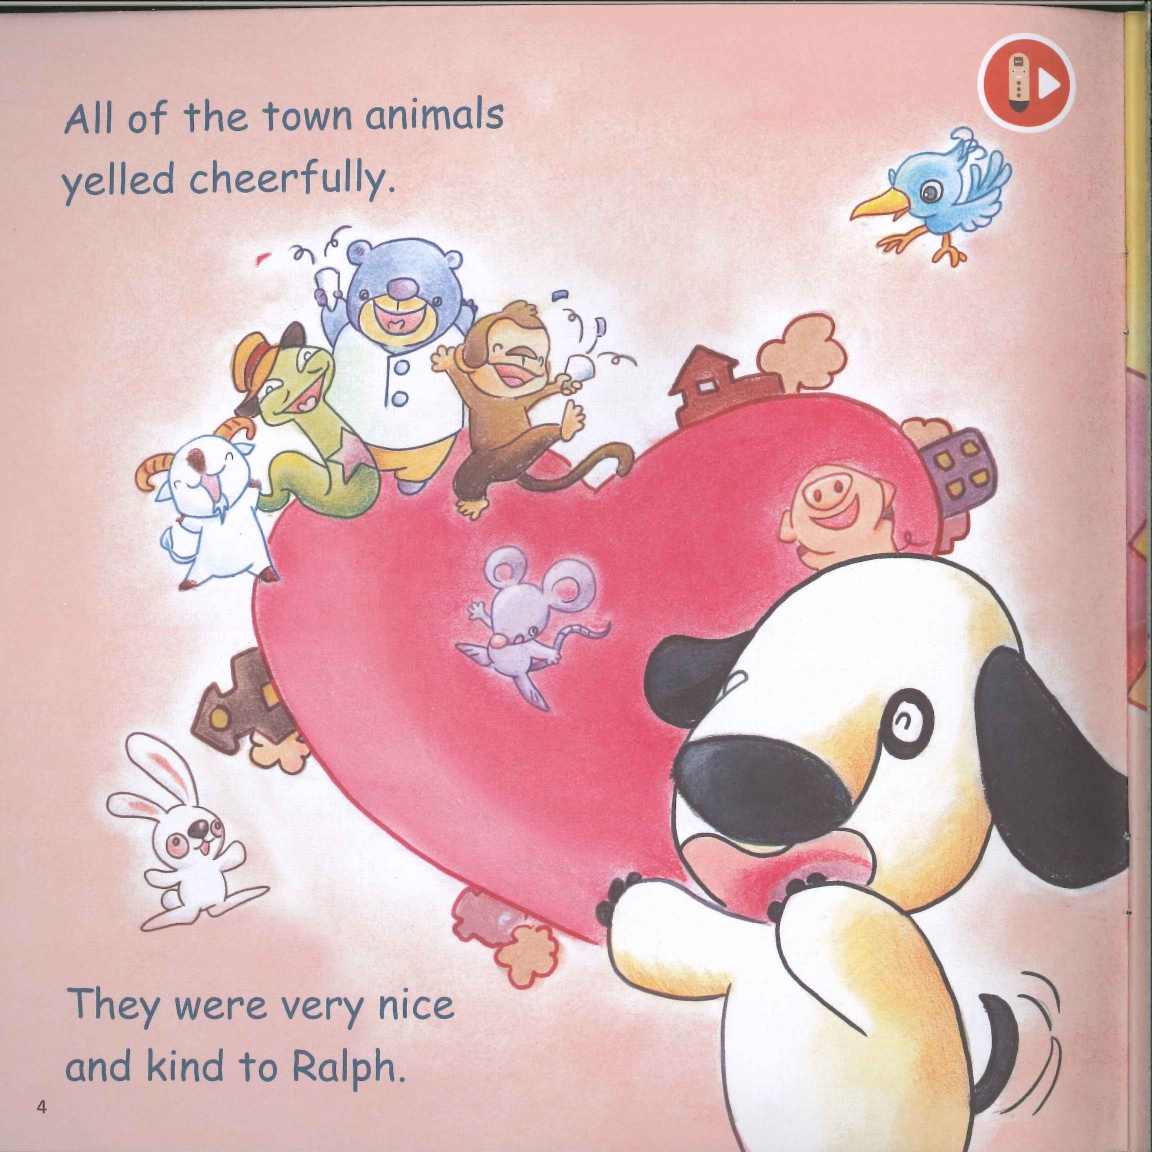 All of the town animals
yelled cheerfully.
They were very nice
and kind to Ralph.
4